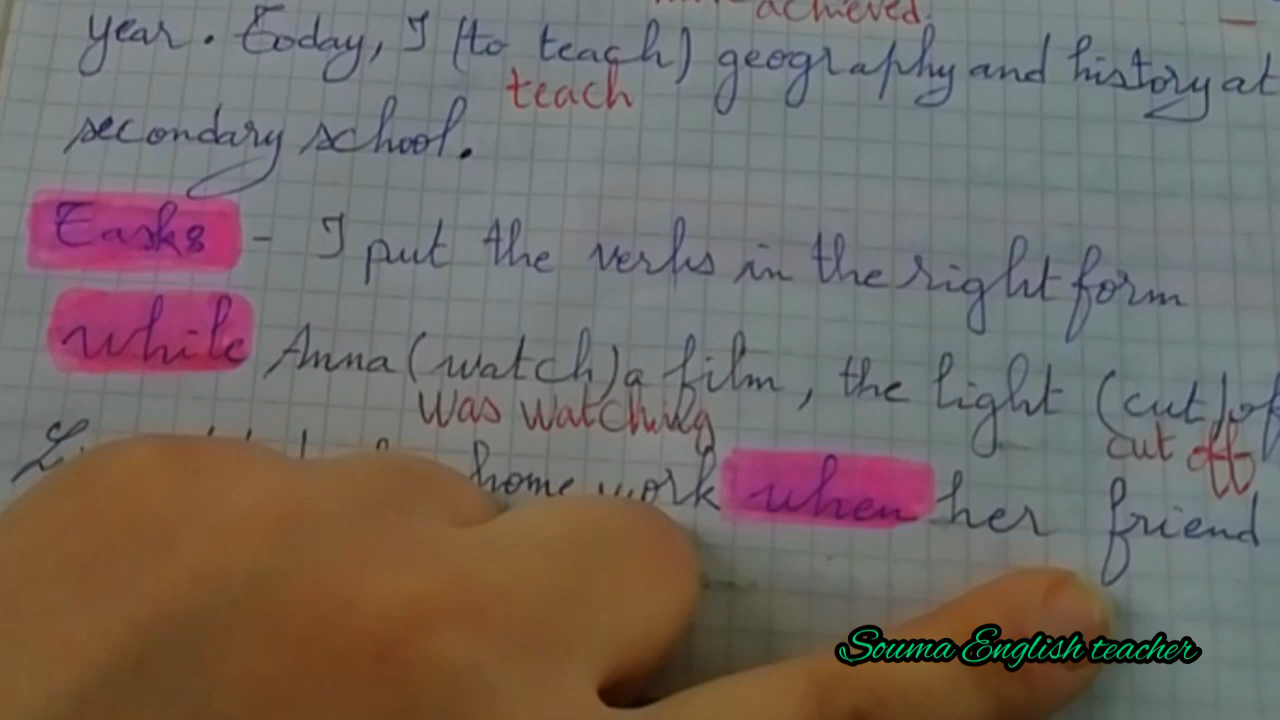 achieved.
year. Today, I (to teach) geography and history at
teach
secondary school.
Tasks - I put the verbs in the right form
while Anna (watch) a film, the light (cut) of
was watching cut off
home work when her friend
Souma English teacher